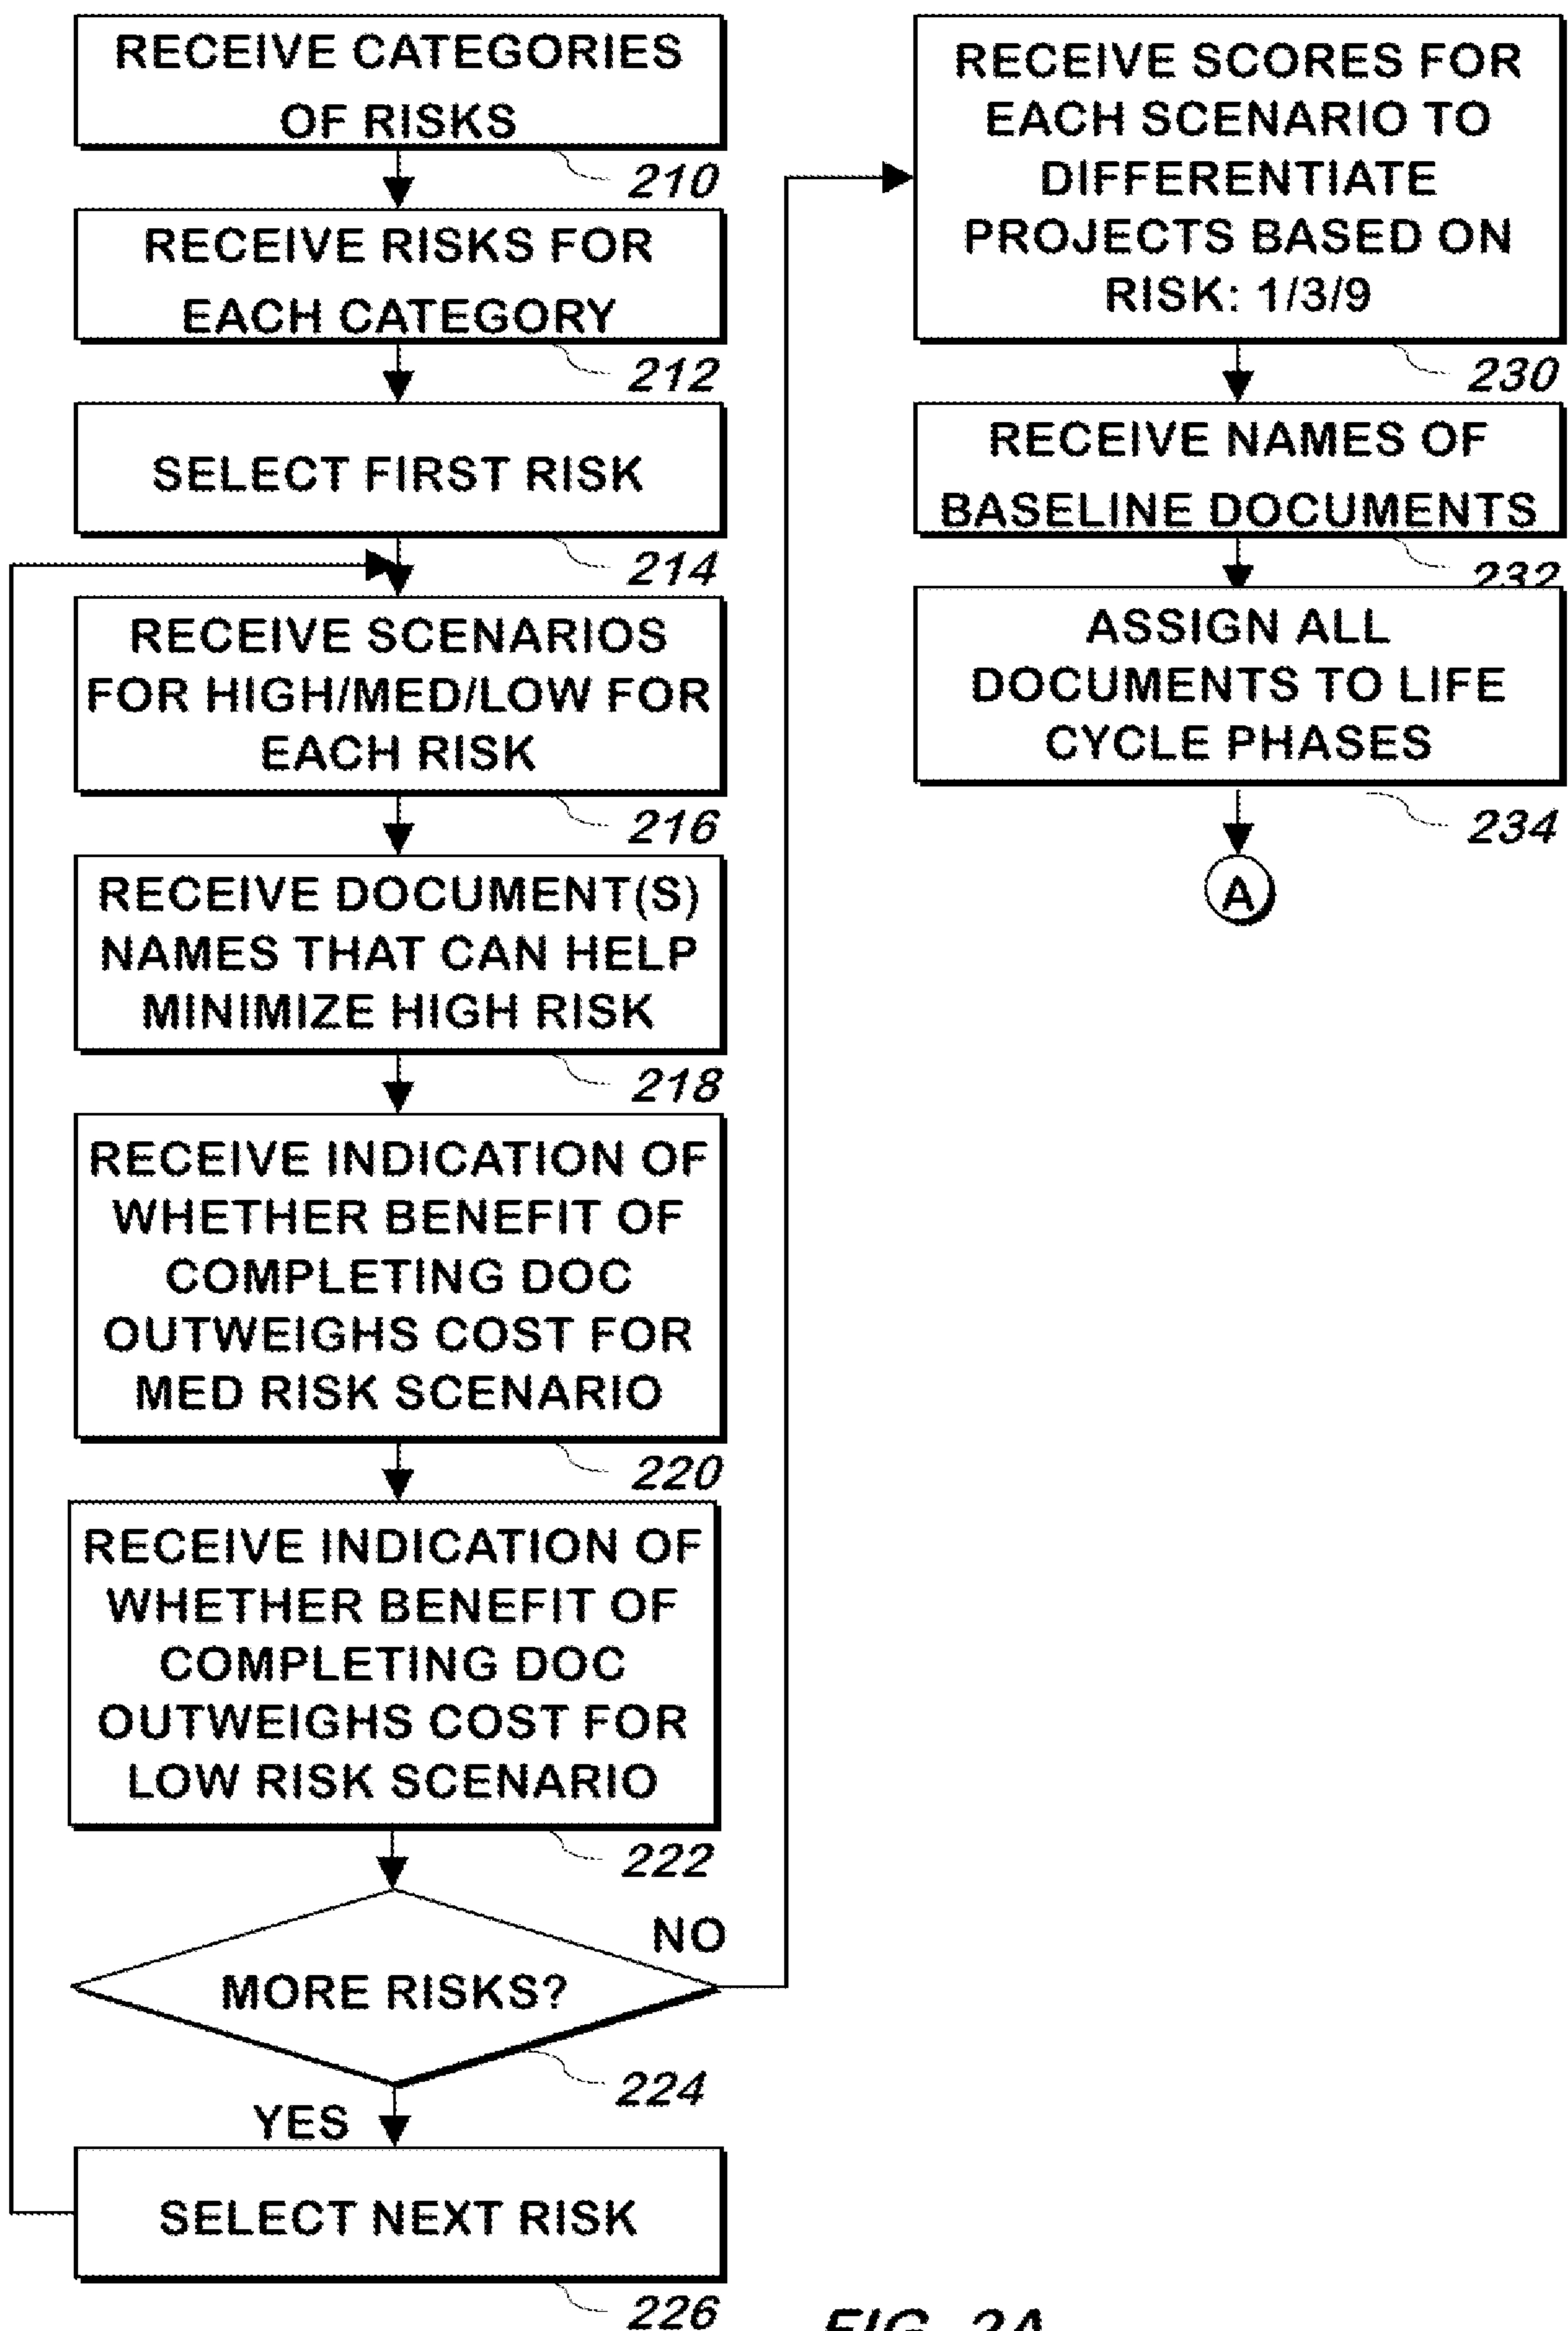 RECEIVE CATEGORIES
OF RISKS
210
RECEIVE RISKS FOR
EACH CATEGORY
212
SELECT FIRST RISK
214
RECEIVE SCENARIOS
FOR HIGH/MED/LOW FOR
EACH RISK
216
RECEIVE DOCUMENT(S)
NAMES THAT CAN HELP
MINIMIZE HIGH RISK
218
RECEIVE INDICATION OF
WHETHER BENEFIT OF
COMPLETING DOC
OUTWEIGHS COST FOR
MED RISK SCENARIO
220
RECEIVE INDICATION OF
WHETHER BENEFIT OF
COMPLETING DOC
OUTWEIGHS COST FOR
LOW RISK SCENARIO
222
NO
MORE RISKS?
224
YES
SELECT NEXT RISK
226
RECEIVE SCORES FOR
EACH SCENARIO TO
DIFFERENTIATE
PROJECTS BASED ON
RISK: 1/3/9
230
RECEIVE NAMES OF
BASELINE DOCUMENTS
232
ASSIGN ALL
DOCUMENTS TO LIFE
CYCLE PHASES
234
A
FIG. 2A